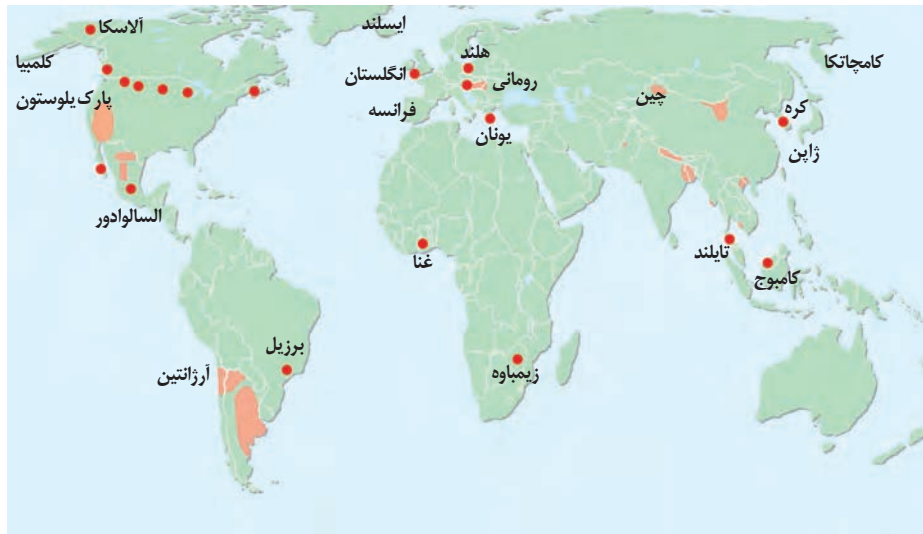 آلاسکا
ایسلند
کلمبیا
هلند
کامچاتکا
انگلستان
رومانی
پارک یلوستون
چین
کره
فرانسه
یونان
ژاپن
السالوادور
غنا
تایلند
کامبوج
برزیل
آرژانتین
زیمباوه